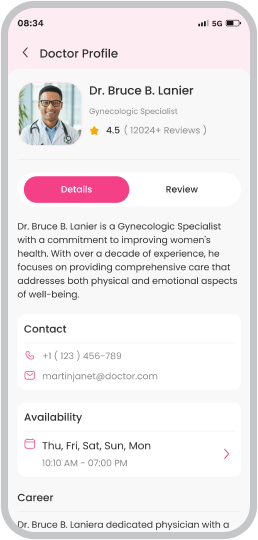 08:34
5G
Doctor Profile
Dr. Bruce B. Lanier
Gynecologic Specialist
4.5 ( 12024+ Reviews )
Details
Review
Dr. Bruce B. Lanier is a Gynecologic Specialist
with a commitment to improving women's
health. With over a decade of experience, he
focuses on providing comprehensive care that
addresses both physical and emotional aspects
of well-being.
Contact
+1 ( 123 ) 456-789
martinjanet@doctor.com
Availability
Thu, Fri, Sat, Sun, Mon
10:10 AM - 07:00 PM
Career
Dr. Bruce B. Laniera dedicated physician with a